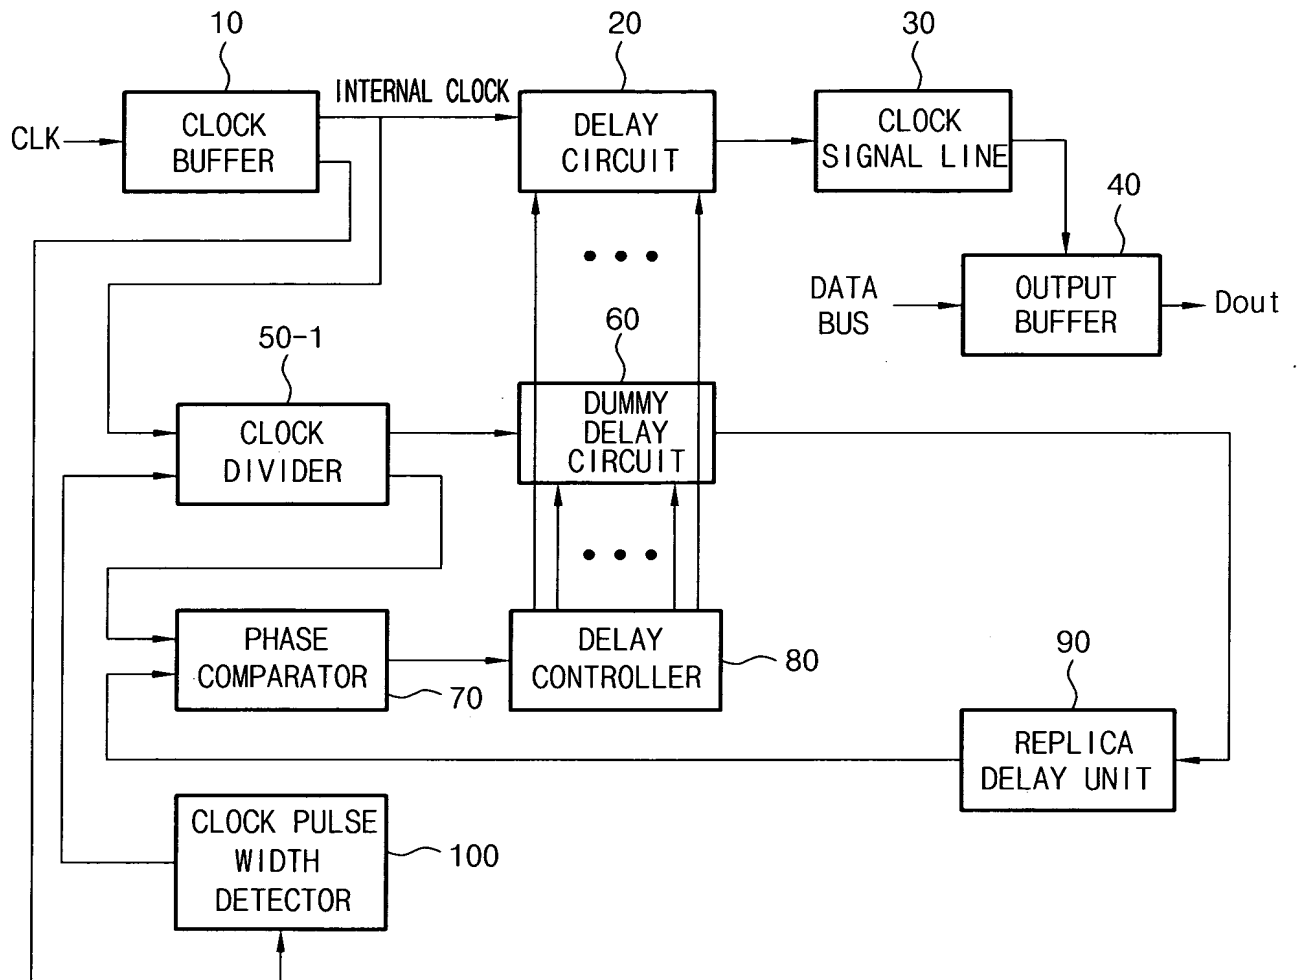 10
20
30
CLOCK
BUFFER
CLK
INTERNAL CLOCK
DELAY
CIRCUIT
CLOCK
SIGNAL LINE
40
DATA
BUS
OUTPUT
BUFFER
Dout
50-1
60
CLOCK
DIVIDER
DUMMY
DELAY
CIRCUIT
PHASE
COMPARATOR
70
DELAY
CONTROLLER
80
90
REPLICA
DELAY UNIT
CLOCK PULSE
WIDTH
DETECTOR
100